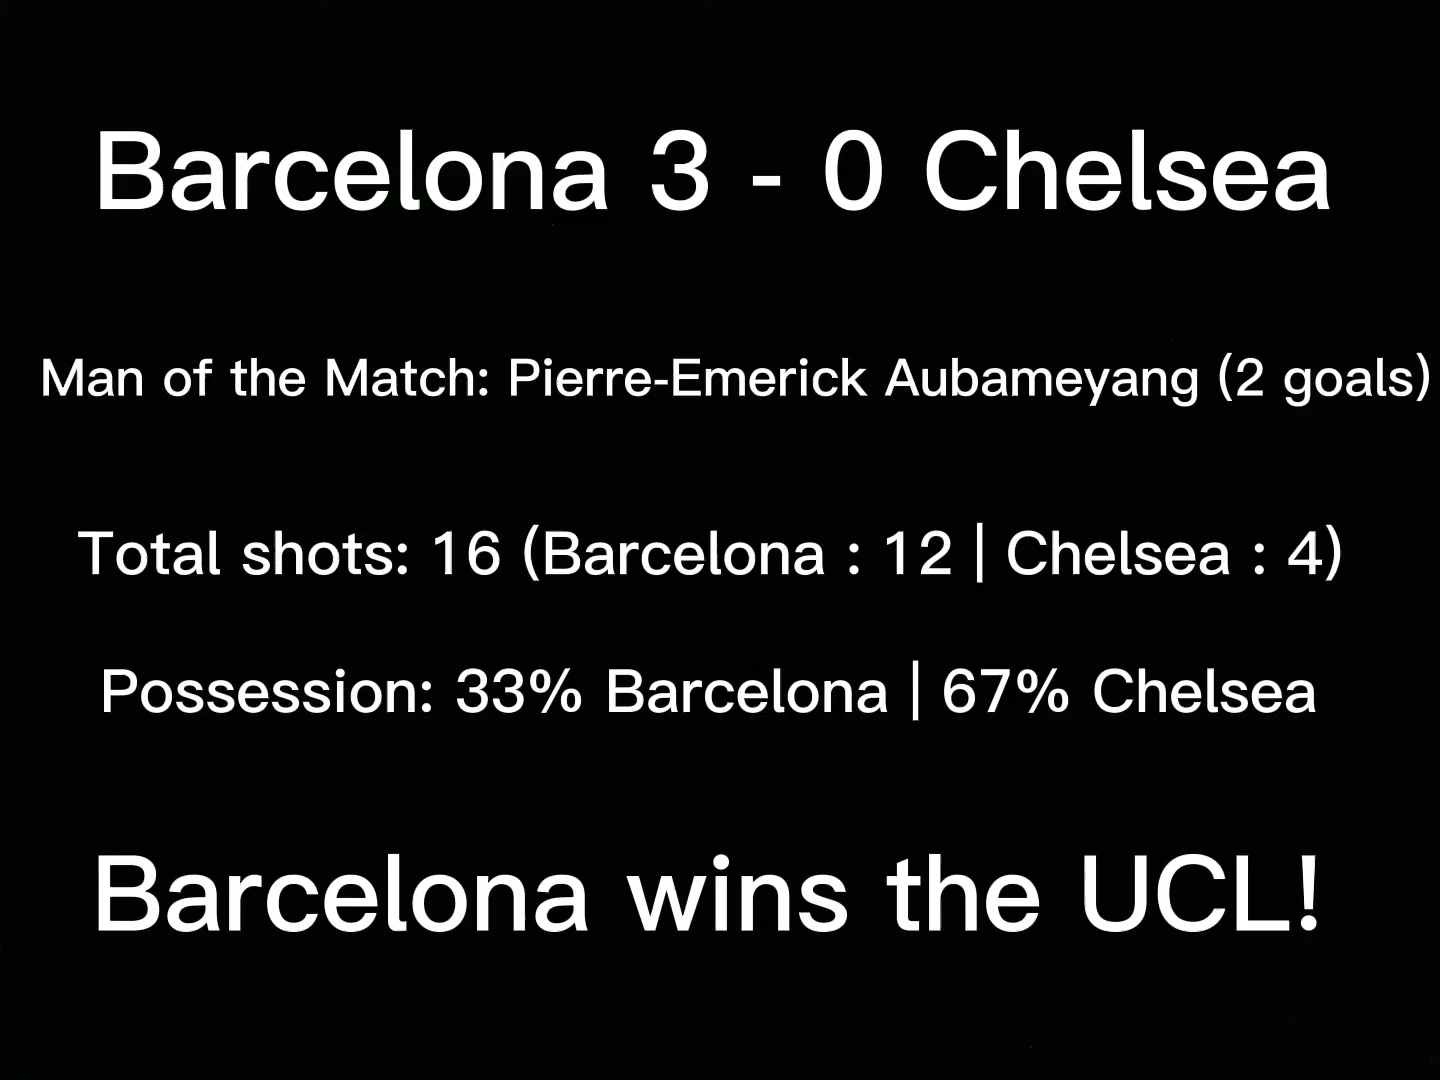 Barcelona 3 - 0 Chelsea
Man of the Match: Pierre-Emerick Aubameyang (2 goals)
Total shots: 16 (Barcelona : 12 | Chelsea : 4)
Possession: 33% Barcelona | 67% Chelsea
Barcelona wins the UCL!